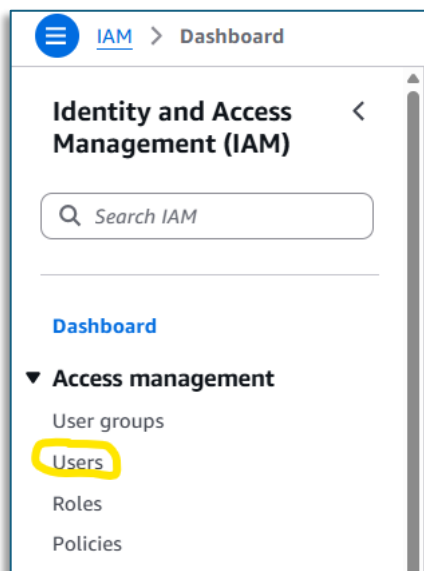 IAM > Dashboard
Identity and Access
Management (IAM)
Search IAM
Dashboard
Access management
User groups
Users
Roles
Policies